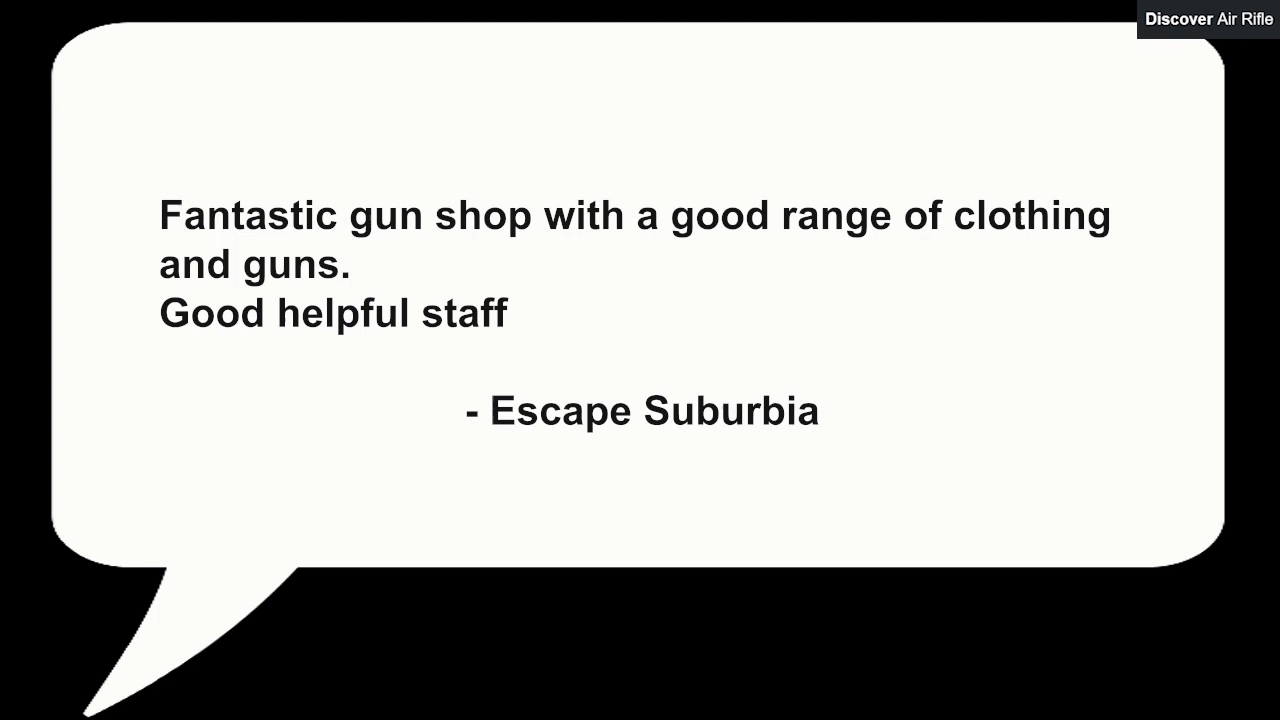 Discover Air Rifle
Fantastic gun shop with a good range of clothing
and guns.
Good helpful staff
- Escape Suburbia